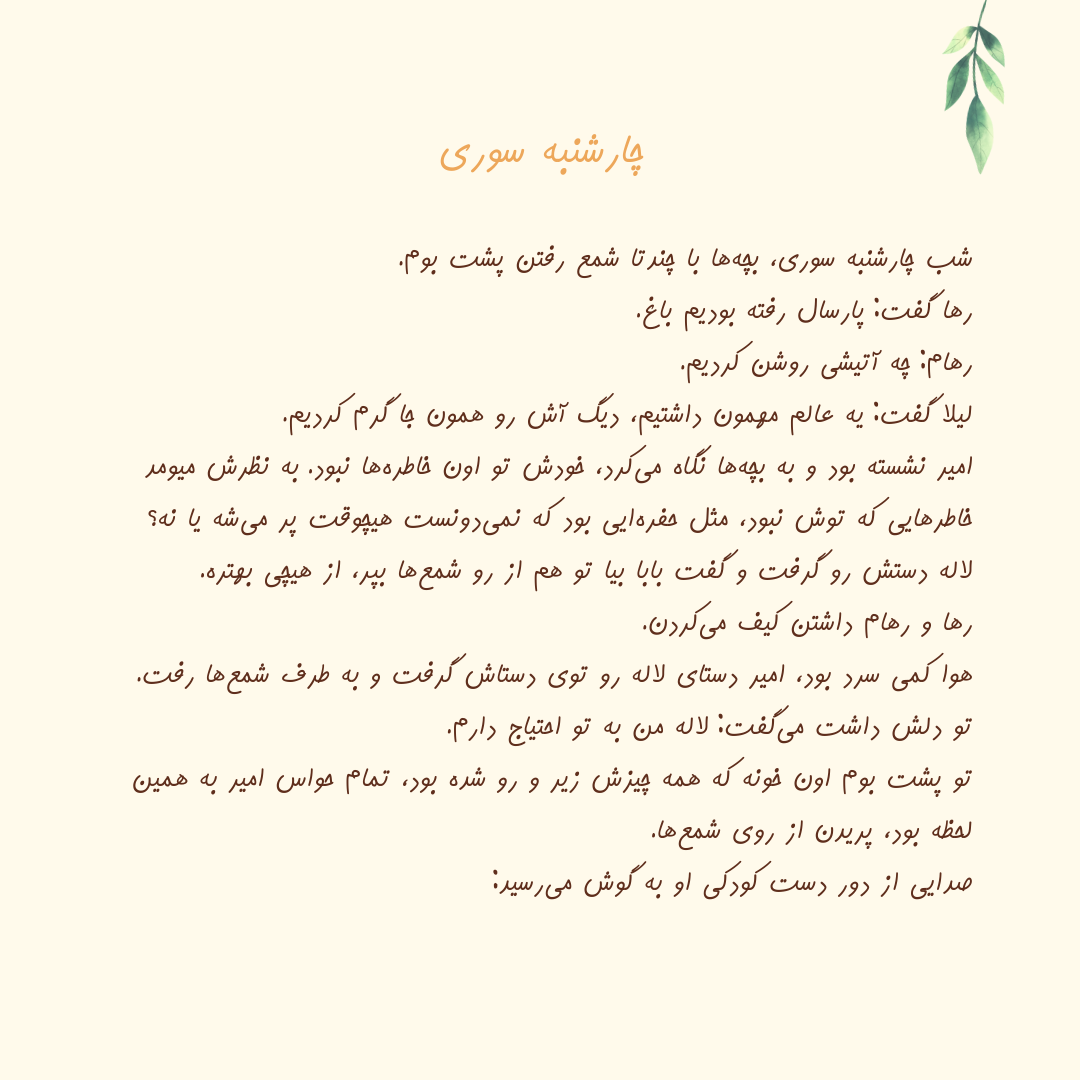 چارشنبه سوری
شب چارشنبه سوری، بچه‌ها با چندتا شمع رفتن پشت بوم.
رها گفت: پارسال رفته بودیم باغ.
رهام: چه آتیشی روشن کردیم.
لیلا گفت: یه عالم مهمون داشتیم، دیگ آش رو همون جا گرم کردیم.
امیر نشسته بود و به بچه‌ها نگاه می‌کرد، خودش تو اون خاطره‌ها نبود. به نظرش میومد
خاطرهایی که توش نبود، مثل حفره‌ایی بود که نمی‌دونست هیچوقت پر می‌شه یا نه؟
لاله دستش رو گرفت و گفت بابا بیا تو هم از رو شمع‌ها بپر، از هیچی بهتره.
رها و رهام داشتن کیف می‌کردن.
هوا کمی سرد بود، امیر دستای لاله رو توی دستاش گرفت و به طرف شمع‌ها رفت.
تو دلش داشت می‌گفت: لاله من به تو احتیاج دارم.
تو پشت بوم اون خونه که همه چیزش زیر و رو شده بود، تمام حواس امیر به همین
لحظه بود، پریدن از روی شمع‌ها.
صدایی از دور دست کودکی او به گوش می‌رسید: